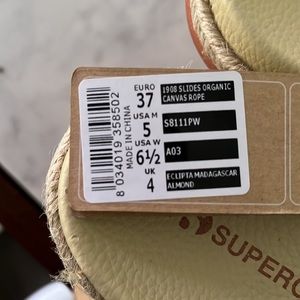 EURO
37
USA M
5
USA W
6½
UK
4
1908 SLIDES ORGANIC
CANVAS ROPE
S8111PW
A03
ECLIPTA MADAGASCAR
ALMOND
MADE IN CHINA
8 034019 358502
SUPERG